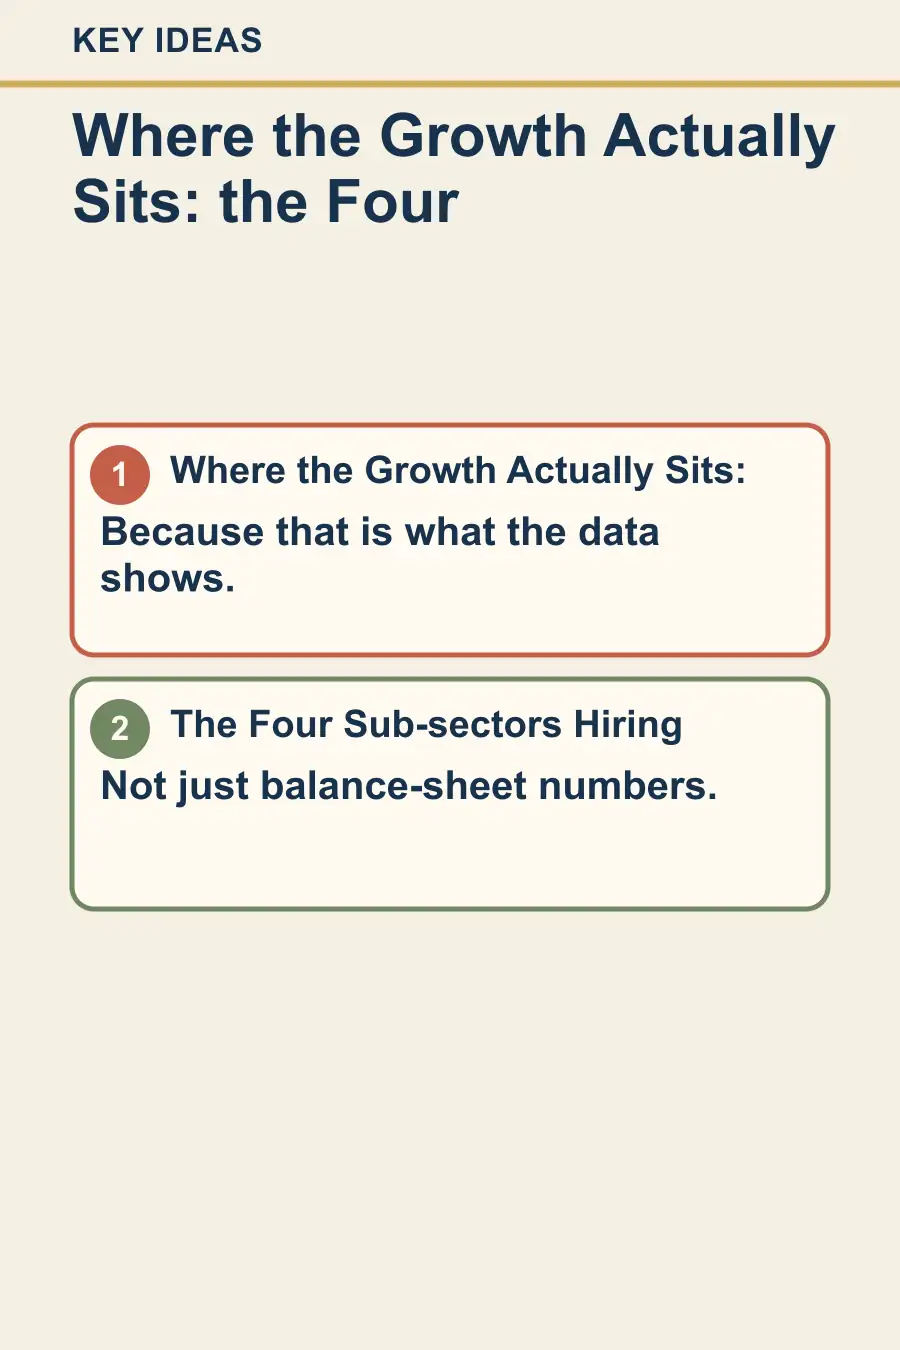 KEY IDEAS
Where the Growth Actually
Sits: the Four
1 Where the Growth Actually Sits:
Because that is what the data
shows.
2 The Four Sub-sectors Hiring
Not just balance-sheet numbers.